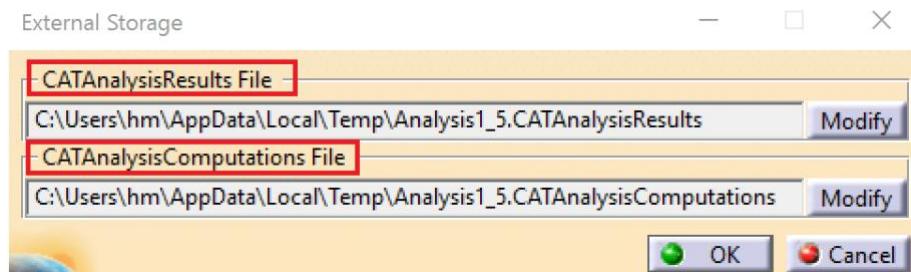 External Storage
CATAnalysisResults File
C:\Users\hm\AppData\Local\Temp\Analysis1_5.CATAnalysisResults Modify
CATAnalysisComputations File
C:\Users\hm\AppData\Local\Temp\Analysis1_5.CATAnalysisComputations Modify
OK Cancel